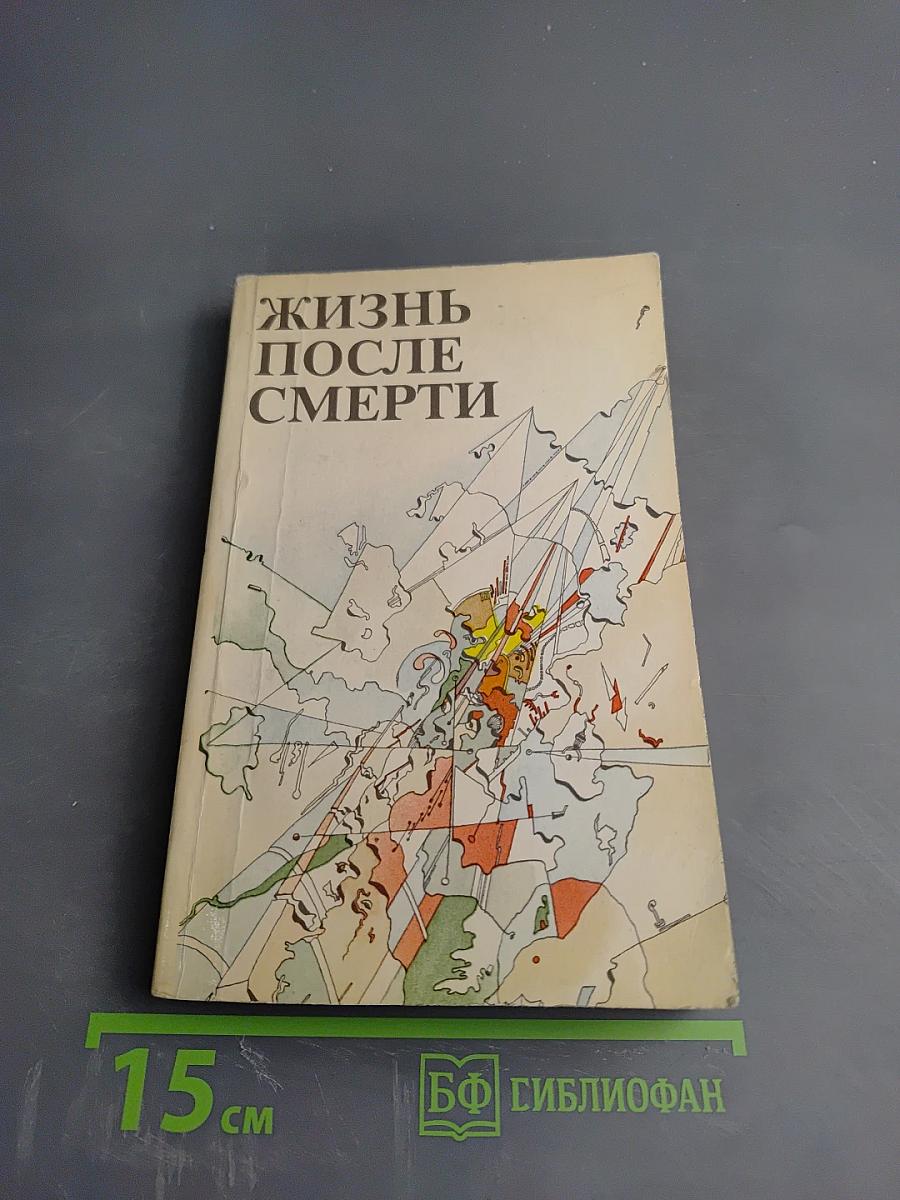 ЖИЗНЬ
ПОСЛЕ
СМЕРТИ
15 см
БФ БИБЛИОФАН